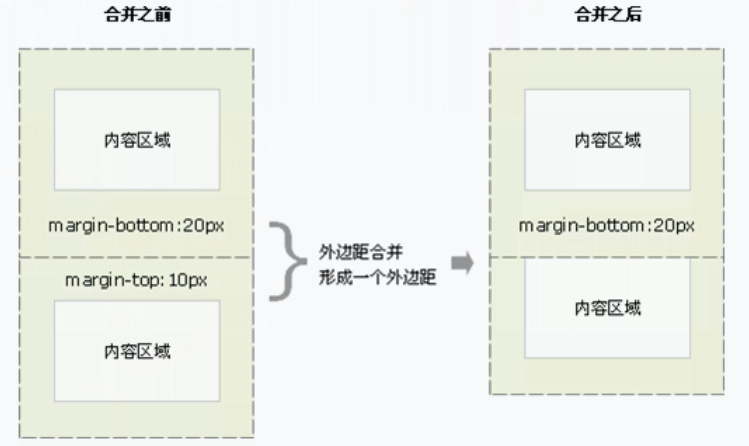 合并之前
合并之后
内容区域
内容区域
margin-bottom:20px
margin-bottom:20px
外边距合并
形成一个外边距
margin-top:10px
内容区域
内容区域